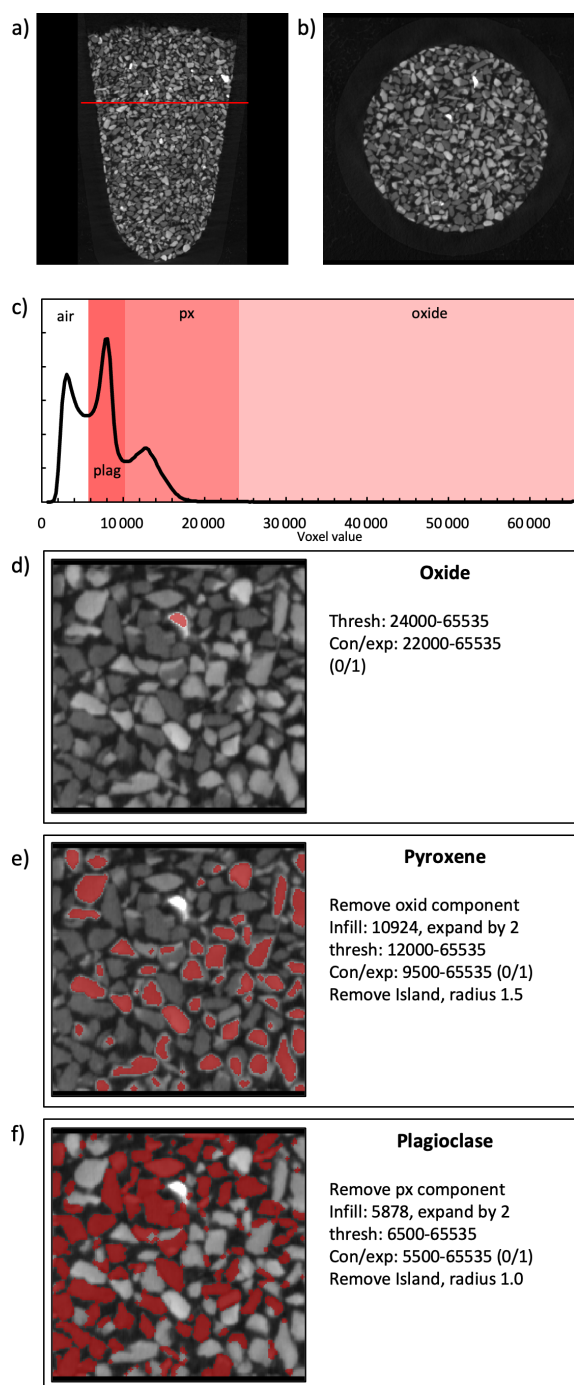 a)
b)
c)
air
px
oxide
plag
0
10 000
20 000
30 000
40 000
50 000
60 000
Voxel value
d)
Oxide
Thresh: 24000-65535
Con/exp: 22000-65535
(0/1)
e)
Pyroxene
Remove oxid component
Infill: 10924, expand by 2
thresh: 12000-65535
Con/exp: 9500-65535 (0/1)
Remove Island, radius 1.5
f)
Plagioclase
Remove px component
Infill: 5878, expand by 2
thresh: 6500-65535
Con/exp: 5500-65535 (0/1)
Remove Island, radius 1.0